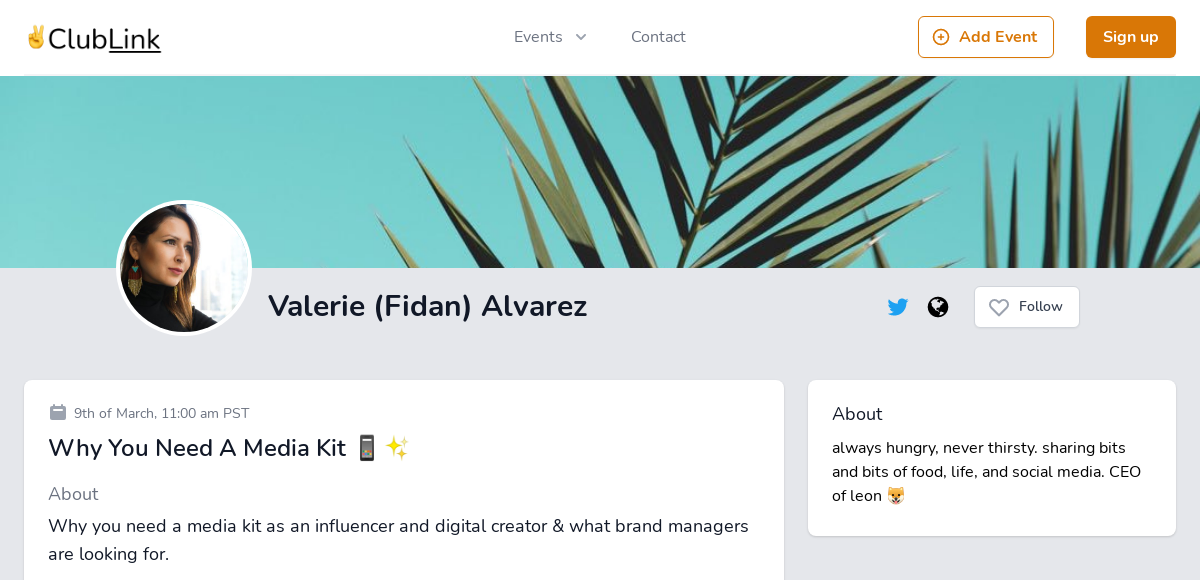 ✌️ClubLink
Events
Contact
Add Event
Sign up
Valerie (Fidan) Alvarez
Follow
9th of March, 11:00 am PST
Why You Need A Media Kit 📱✨
About
Why you need a media kit as an influencer and digital creator & what brand managers
are looking for.
About
always hungry, never thirsty. sharing bits
and bits of food, life, and social media. CEO
of leon 🐶